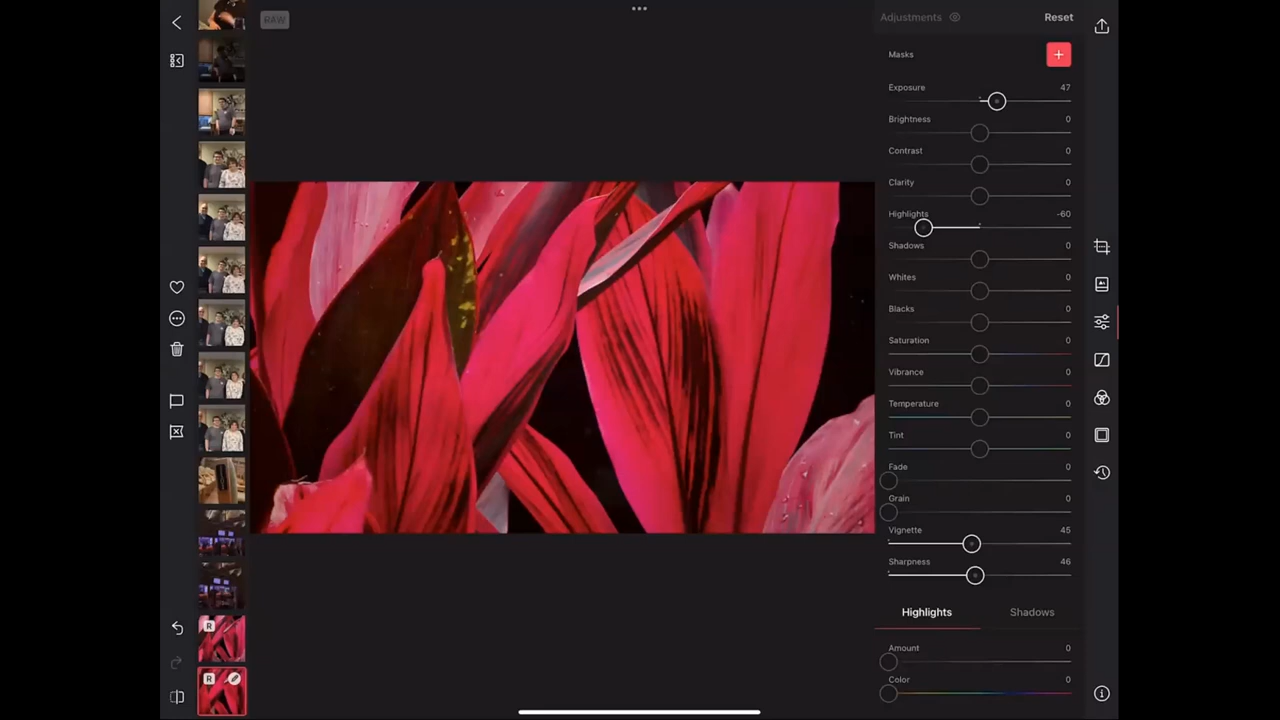 RAW
Adjustments
Reset
Masks
Exposure 47
Brightness 0
Contrast 0
Clarity 0
Highlights -60
Shadows 0
Whites 0
Blacks 0
Saturation 0
Vibrance 0
Temperature 0
Tint 0
Fade 0
Grain 0
Vignette 45
Sharpness 46
Highlights Shadows
Amount 0
Color 0
R
R